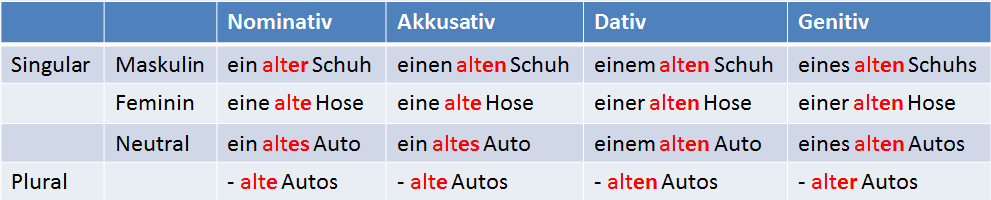 Nominativ Akkusativ Dativ Genitiv
Singular Maskulin ein alter Schuh einen alten Schuh einem alten Schuh eines alten Schuhs
Feminin eine alte Hose eine alte Hose einer alten Hose einer alten Hose
Neutral ein altes Auto ein altes Auto einem alten Auto eines alten Autos
Plural - alte Autos - alte Autos - alten Autos - alter Autos